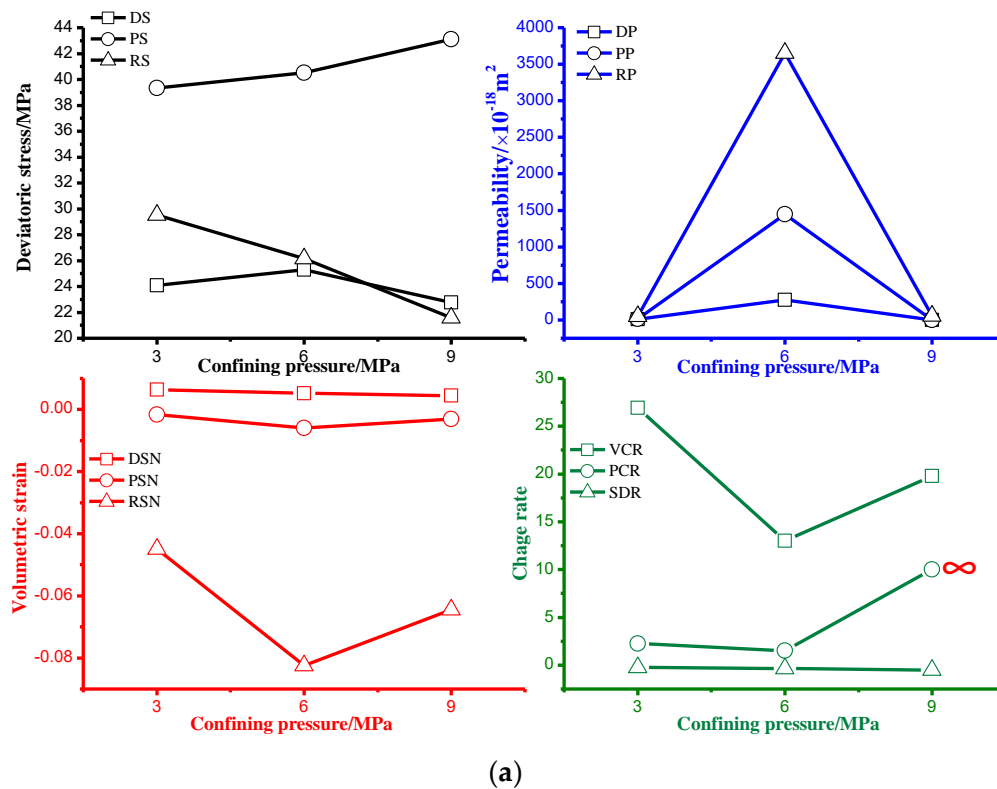 DS
PS
RS
44
42
40
38
36
34
32
30
28
26
24
22
20
Deviatoric stress/MPa
3
6
9
Confining pressure/MPa
DP
PP
RP
4000
3500
3000
2500
2000
1500
1000
500
0
Permeability/×10-18m2
3
6
9
Confining pressure/MPa
0.00
-0.02
-0.04
-0.06
-0.08
Volumetric strain
DSN
PSN
RSN
3
6
9
Confining pressure/MPa
30
25
20
15
10
5
0
Chage rate
VCR
PCR
SDR
∞
3
6
9
Confining pressure/MPa
(a)